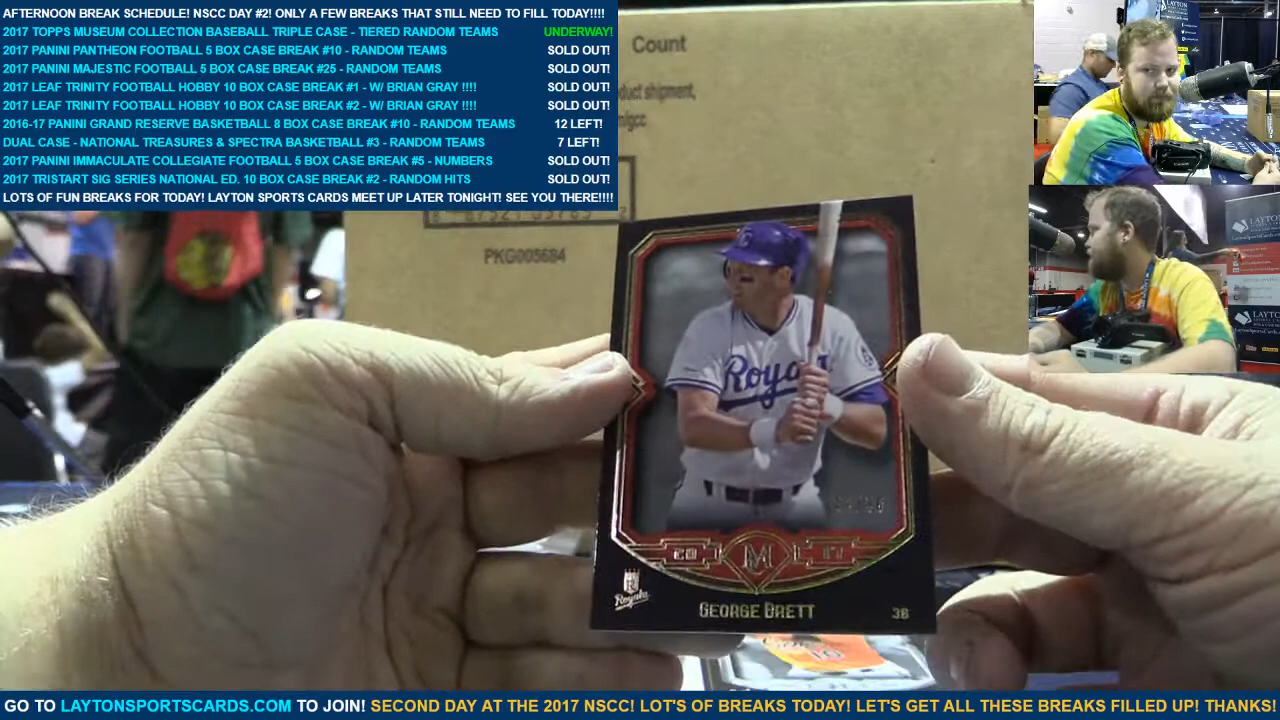 AFTERNOON BREAK SCHEDULE! NSCC DAY #2! ONLY A FEW BREAKS THAT STILL NEED TO FILL TODAY!!!!
2017 TOPPS MUSEUM COLLECTION BASEBALL TRIPLE CASE - TIERED RANDOM TEAMS UNDERWAY!
2017 PANINI PANTHEON FOOTBALL 5 BOX CASE BREAK #10 - RANDOM TEAMS SOLD OUT!
2017 PANINI MAJESTIC FOOTBALL 5 BOX CASE BREAK #25 - RANDOM TEAMS SOLD OUT!
2017 LEAF TRINITY FOOTBALL HOBBY 10 BOX CASE BREAK #1 - W/ BRIAN GRAY !!!! SOLD OUT!
2017 LEAF TRINITY FOOTBALL HOBBY 10 BOX CASE BREAK #2 - W/ BRIAN GRAY !!!! SOLD OUT!
2016-17 PANINI GRAND RESERVE BASKETBALL 8 BOX CASE BREAK #10 - RANDOM TEAMS 12 LEFT!
DUAL CASE - NATIONAL TREASURES & SPECTRA BASKETBALL #3 - RANDOM TEAMS 7 LEFT!
2017 PANINI IMMACULATE COLLEGIATE FOOTBALL 5 BOX CASE BREAK #5 - NUMBERS SOLD OUT!
2017 TRISTART SIG SERIES NATIONAL ED. 10 BOX CASE BREAK #2 - RANDOM HITS SOLD OUT!
LOTS OF FUN BREAKS FOR TODAY! LAYTON SPORTS CARDS MEET UP LATER TONIGHT! SEE YOU THERE!!!!
Count
shipment,
PKG005684
LAYTON
LAYTON
Royals
20 M 17
Royals
GEORGE BRETT 36
GO TO LAYTONSPORTSCARDS.COM TO JOIN! SECOND DAY AT THE 2017 NSCC! LOT'S OF BREAKS TODAY! LET'S GET ALL THESE BREAKS FILLED UP! THANKS!